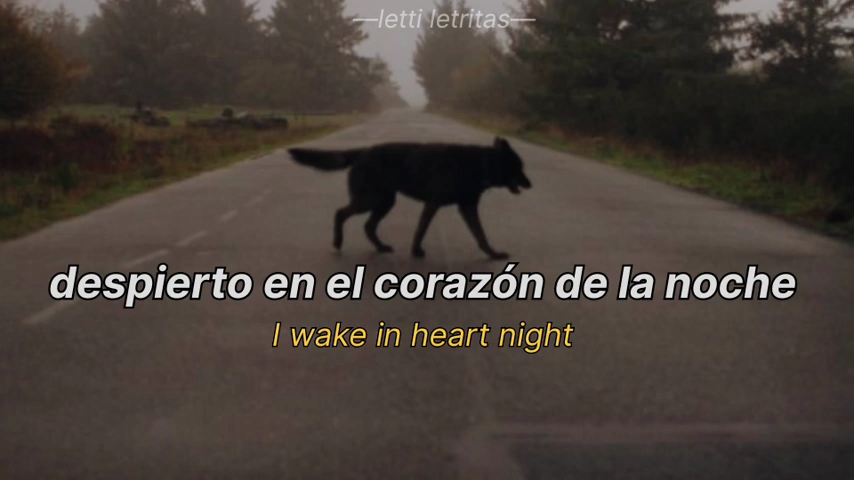 —letti letritas—
despierto en el corazón de la noche
I wake in heart night